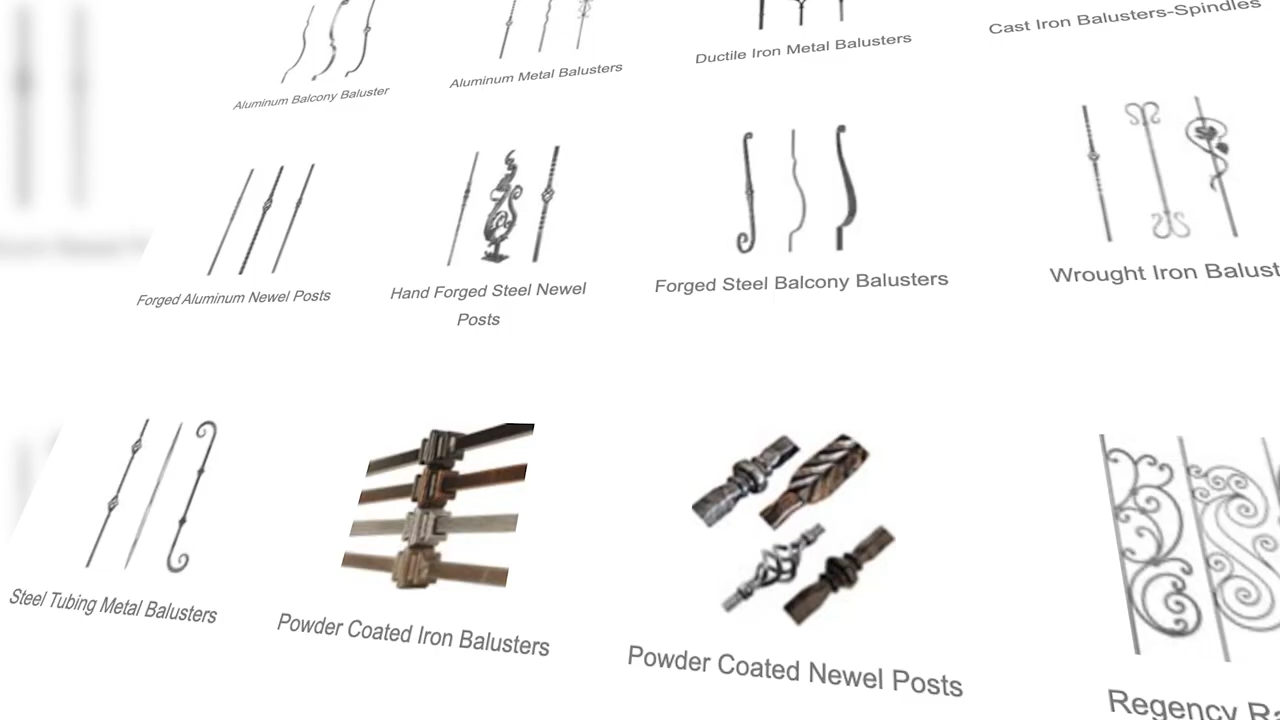 Aluminum Balcony Baluster
Aluminum Metal Balusters
Ductile Iron Metal Balusters
Cast Iron Balusters-Spindles
Forged Aluminum Newel Posts
Hand Forged Steel Newel
Posts
Forged Steel Balcony Balusters
Wrought Iron Balust
Steel Tubing Metal Balusters
Powder Coated Iron Balusters
Powder Coated Newel Posts
Regency